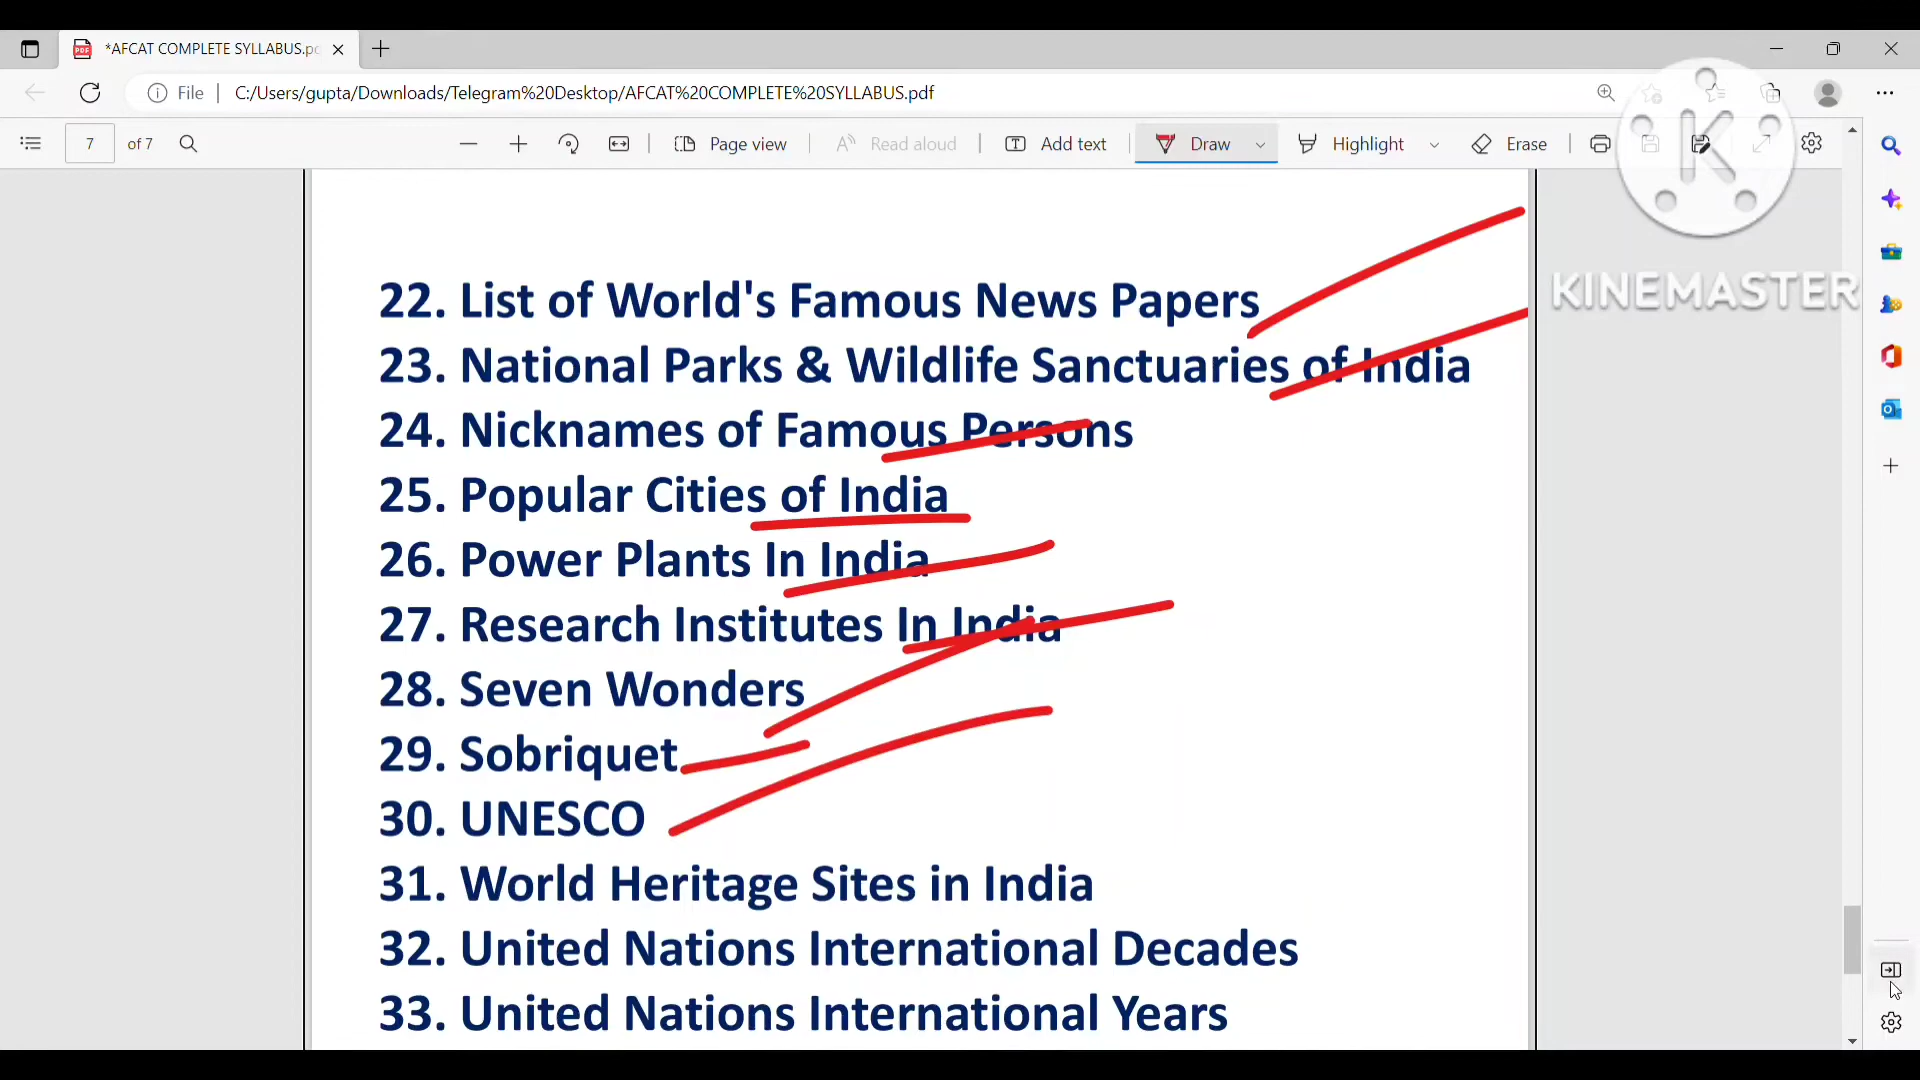 *AFCAT COMPLETE SYLLABUS.p
File
C:/Users/gupta/Downloads/Telegram%20Desktop/AFCAT%20COMPLETE%20SYLLABUS.pdf
7 of 7
Page view
Read aloud
Add text
Draw
Highlight
Erase
K
KINEMASTER
22. List of World's Famous News Papers
23. National Parks & Wildlife Sanctuaries of India
24. Nicknames of Famous Persons
25. Popular Cities of India
26. Power Plants In India
27. Research Institutes In India
28. Seven Wonders
29. Sobriquet
30. UNESCO
31. World Heritage Sites in India
32. United Nations International Decades
33. United Nations International Years